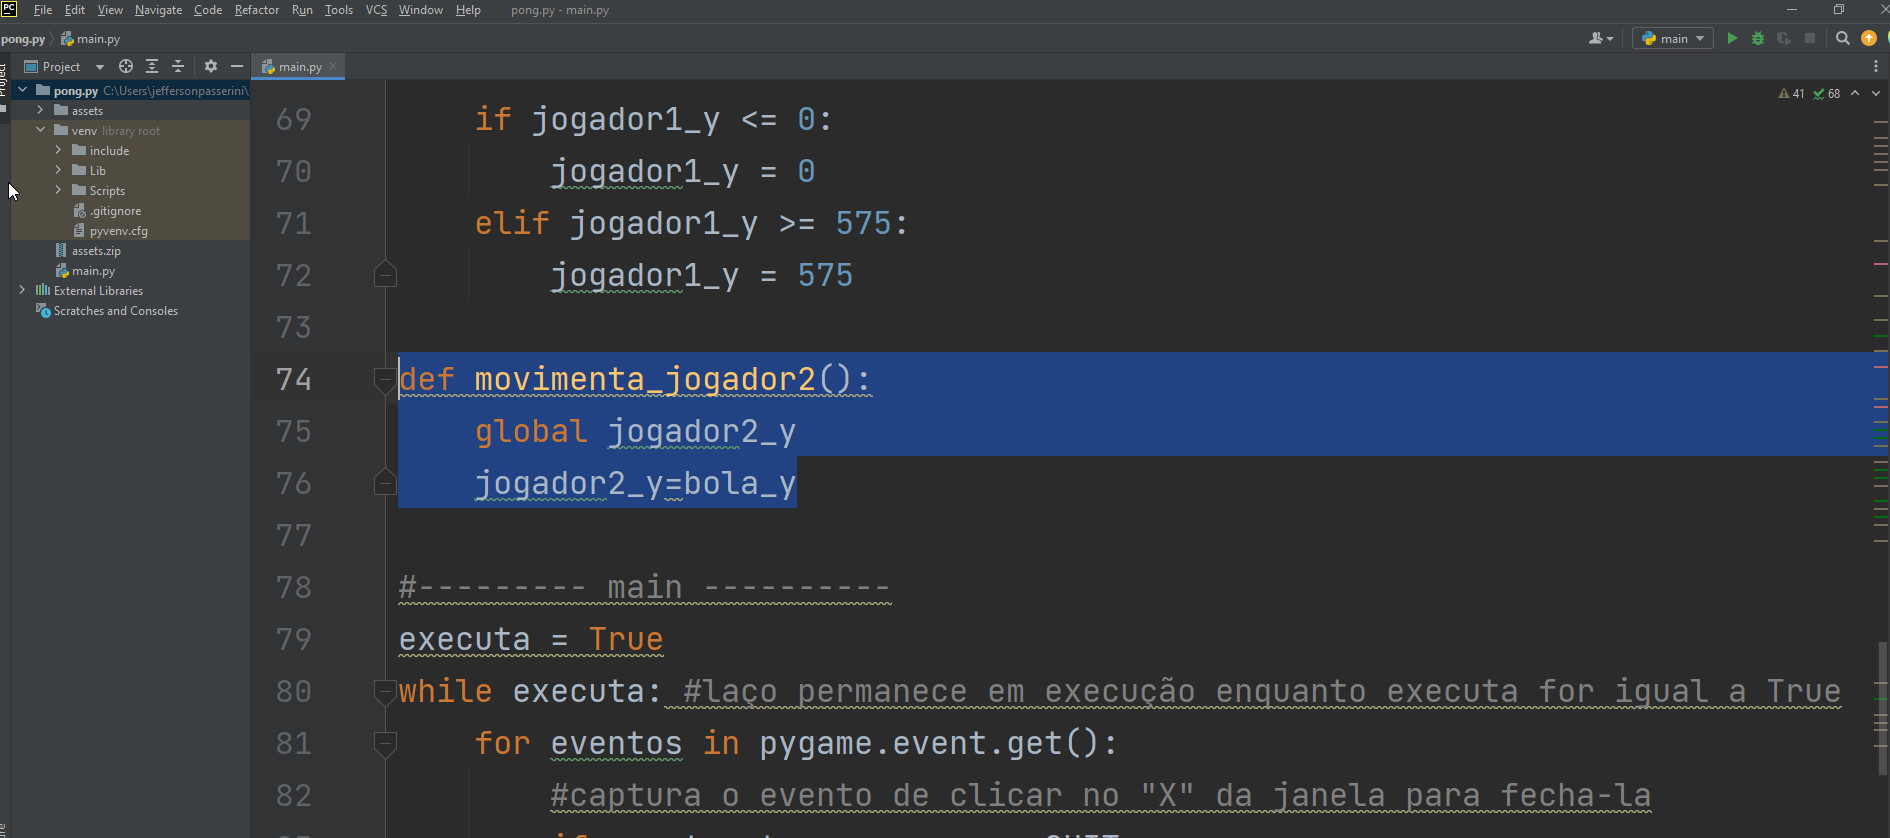 PC File Edit View Navigate Code Refactor Run Tools VCS Window Help pong.py - main.py
pong.py main.py main
Project main.py
Project
pong.py C:\Users\jeffersonpasserini\
assets
venv library root
include
Lib
Scripts
.gitignore
pyvenv.cfg
assets.zip
main.py
External Libraries
Scratches and Consoles
41 68
69 if jogador1_y <= 0:
70 jogador1_y = 0
71 elif jogador1_y >= 575:
72 jogador1_y = 575
73
74 def movimenta_jogador2():
75 global jogador2_y
76 jogador2_y=bola_y
77
78 #--------- main ----------
79 executa = True
80 while executa: #laço permanece em execução enquanto executa for igual a True
81 for eventos in pygame.event.get():
82 #captura o evento de clicar no "X" da janela para fecha-la